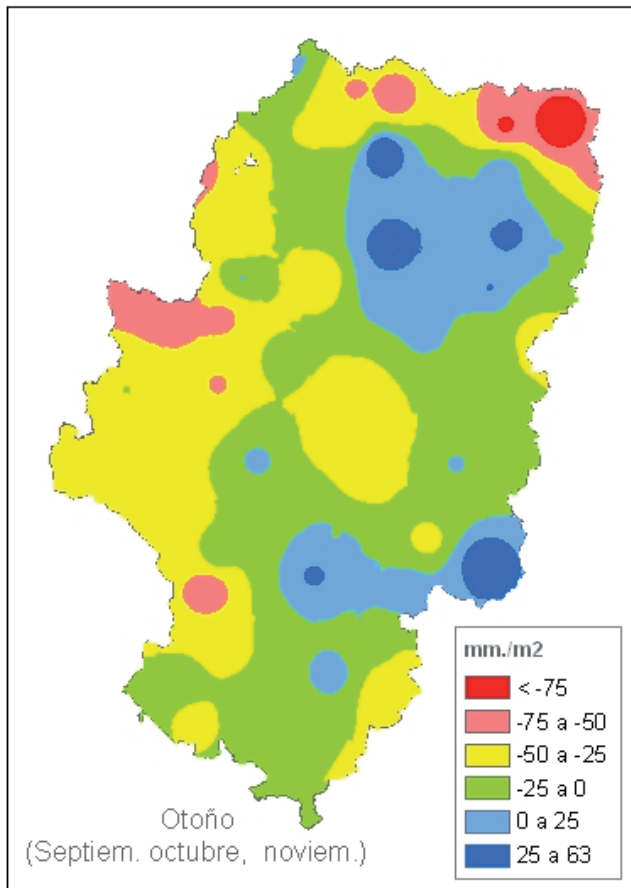 mm./m2
< -75
-75 a -50
-50 a -25
-25 a 0
0 a 25
25 a 63
Otoño
(Septiem. octubre, noviem.)